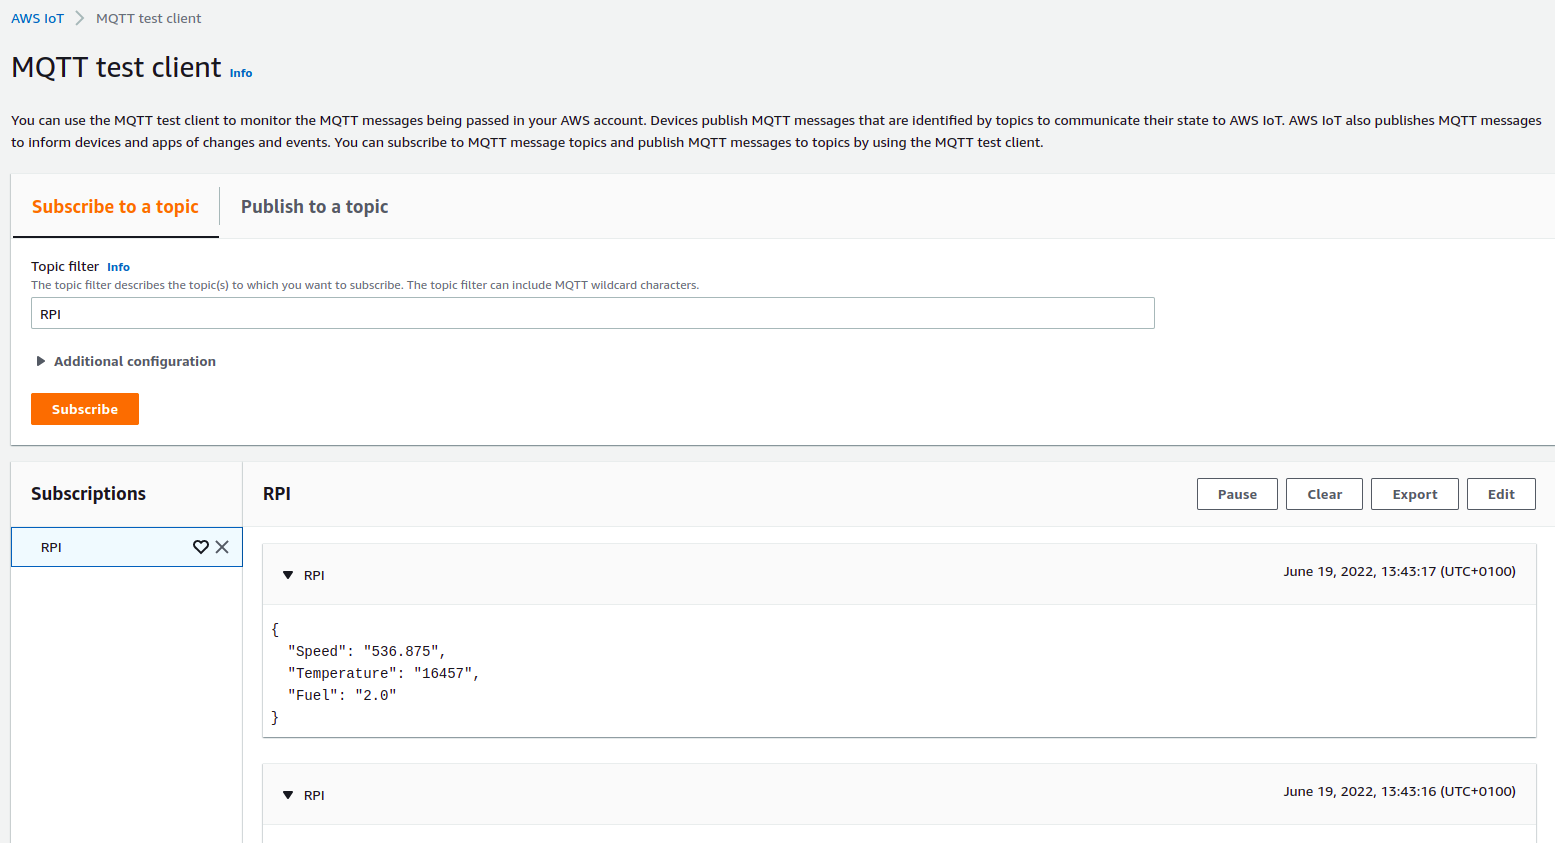 AWS IoT > MQTT test client
MQTT test client Info
You can use the MQTT test client to monitor the MQTT messages being passed in your AWS account. Devices publish MQTT messages that are identified by topics to communicate their state to AWS IoT. AWS IoT also publishes MQTT messages
to inform devices and apps of changes and events. You can subscribe to MQTT message topics and publish MQTT messages to topics by using the MQTT test client.
Subscribe to a topic Publish to a topic
Topic filter Info
The topic filter describes the topic(s) to which you want to subscribe. The topic filter can include MQTT wildcard characters.
RPI
Additional configuration
Subscribe
Subscriptions
RPI
RPI Pause Clear Export Edit
RPI June 19, 2022, 13:43:17 (UTC+0100)
{
"Speed": "536.875",
"Temperature": "16457",
"Fuel": "2.0"
}
RPI June 19, 2022, 13:43:16 (UTC+0100)